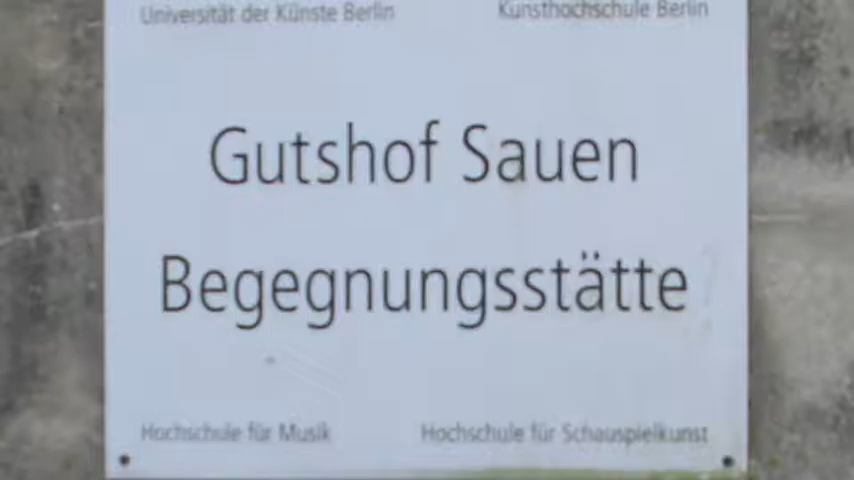 Universität der Künste Berlin Kunsthochschule Berlin
Gutshof Sauen
Begegnungsstätte
Hochschule für Musik Hochschule für Schauspielkunst